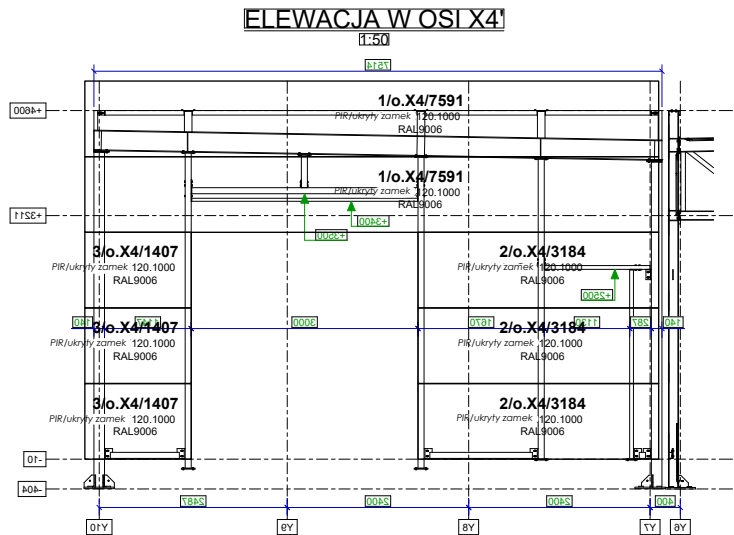 ELEWACJA W OSI X4'
1:50
7514
+4600
1/o.X4/7591
PIR/ukryty zamek 120.1000
RAL9006
1/o.X4/7591
PIR/ukryty zamek 120.1000
RAL9006
+3211
+3400
+3500
3/o.X4/1407
PIR/ukryty zamek 120.1000
RAL9006
2/o.X4/3184
PIR/ukryty zamek 120.1000
RAL9006
+2500
140
3000
1670
1130
287
140
3/o.X4/1407
PIR/ukryty zamek 120.1000
RAL9006
2/o.X4/3184
PIR/ukryty zamek 120.1000
RAL9006
3/o.X4/1407
PIR/ukryty zamek 120.1000
RAL9006
2/o.X4/3184
PIR/ukryty zamek 120.1000
RAL9006
-10
-404
2487
2400
2400
400
Y10
Y9
Y8
Y7
Y6